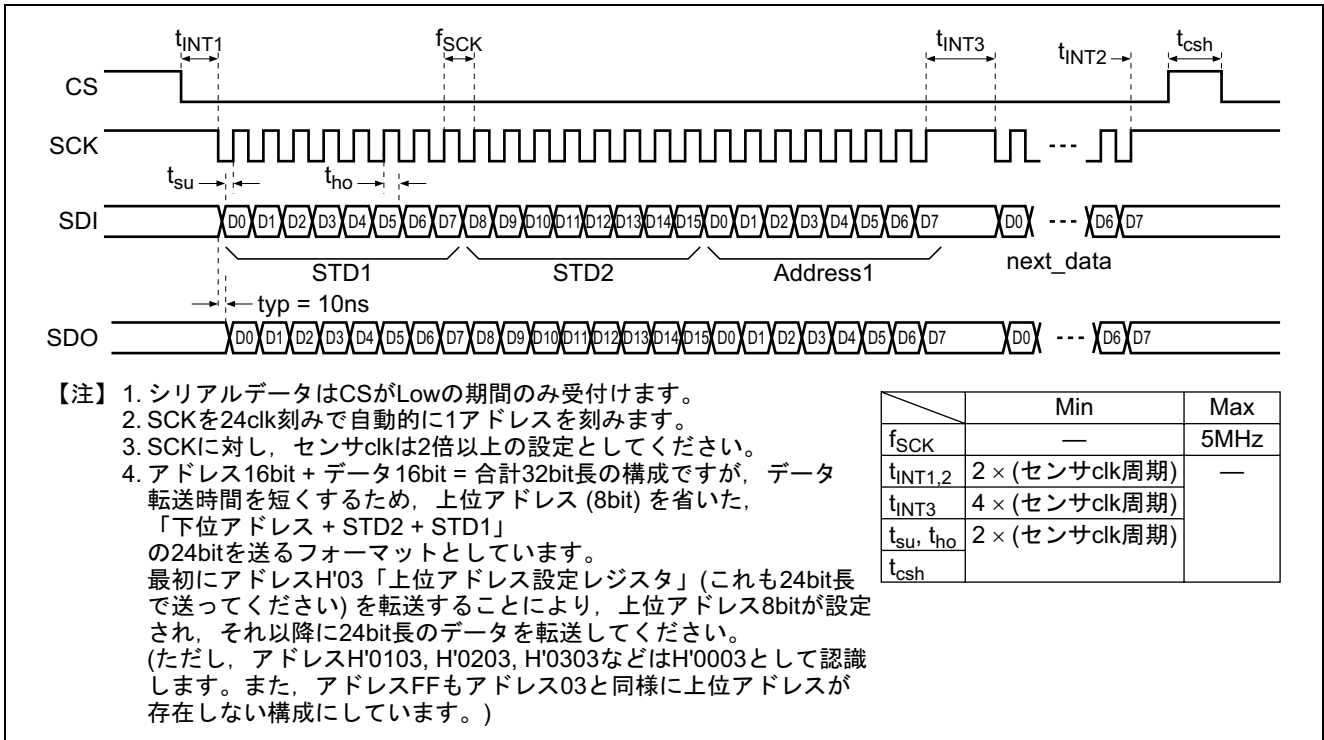 tINT1 fSCK tINT3 tINT2 tcsh
CS
SCK
tsu tho
SDI D0 D1 D2 D3 D4 D5 D6 D7 D8 D9 D10 D11 D12 D13 D14 D15 D0 D1 D2 D3 D4 D5 D6 D7 D0 D6 D7
STD1 STD2 Address1 next_data
typ = 10ns
SDO D0 D1 D2 D3 D4 D5 D6 D7 D8 D9 D10 D11 D12 D13 D14 D15 D0 D1 D2 D3 D4 D5 D6 D7 D0 D6 D7
【注】 1. シリアルデータはCSがLowの期間のみ受付けます。
2. SCKを24clk刻みで自動的に1アドレスを刻みます。
3. SCKに対し，センサclkは2倍以上の設定としてください。
4. アドレス16bit + データ16bit = 合計32bit長の構成ですが，データ
転送時間を短くするため，上位アドレス (8bit) を省いた，
「下位アドレス + STD2 + STD1」
の24bitを送るフォーマットとしています。
最初にアドレスH'03「上位アドレス設定レジスタ」(これも24bit長
で送ってください) を転送することにより，上位アドレス8bitが設定
され，それ以降に24bit長のデータを転送してください。
(ただし，アドレスH'0103, H'0203, H'0303などはH'0003として認識
します。また，アドレスFFもアドレス03と同様に上位アドレスが
存在しない構成にしています。)
Min Max
fSCK — 5MHz
tINT1,2 2 × (センサclk周期) —
tINT3 4 × (センサclk周期)
tsu, tho 2 × (センサclk周期)
tcsh